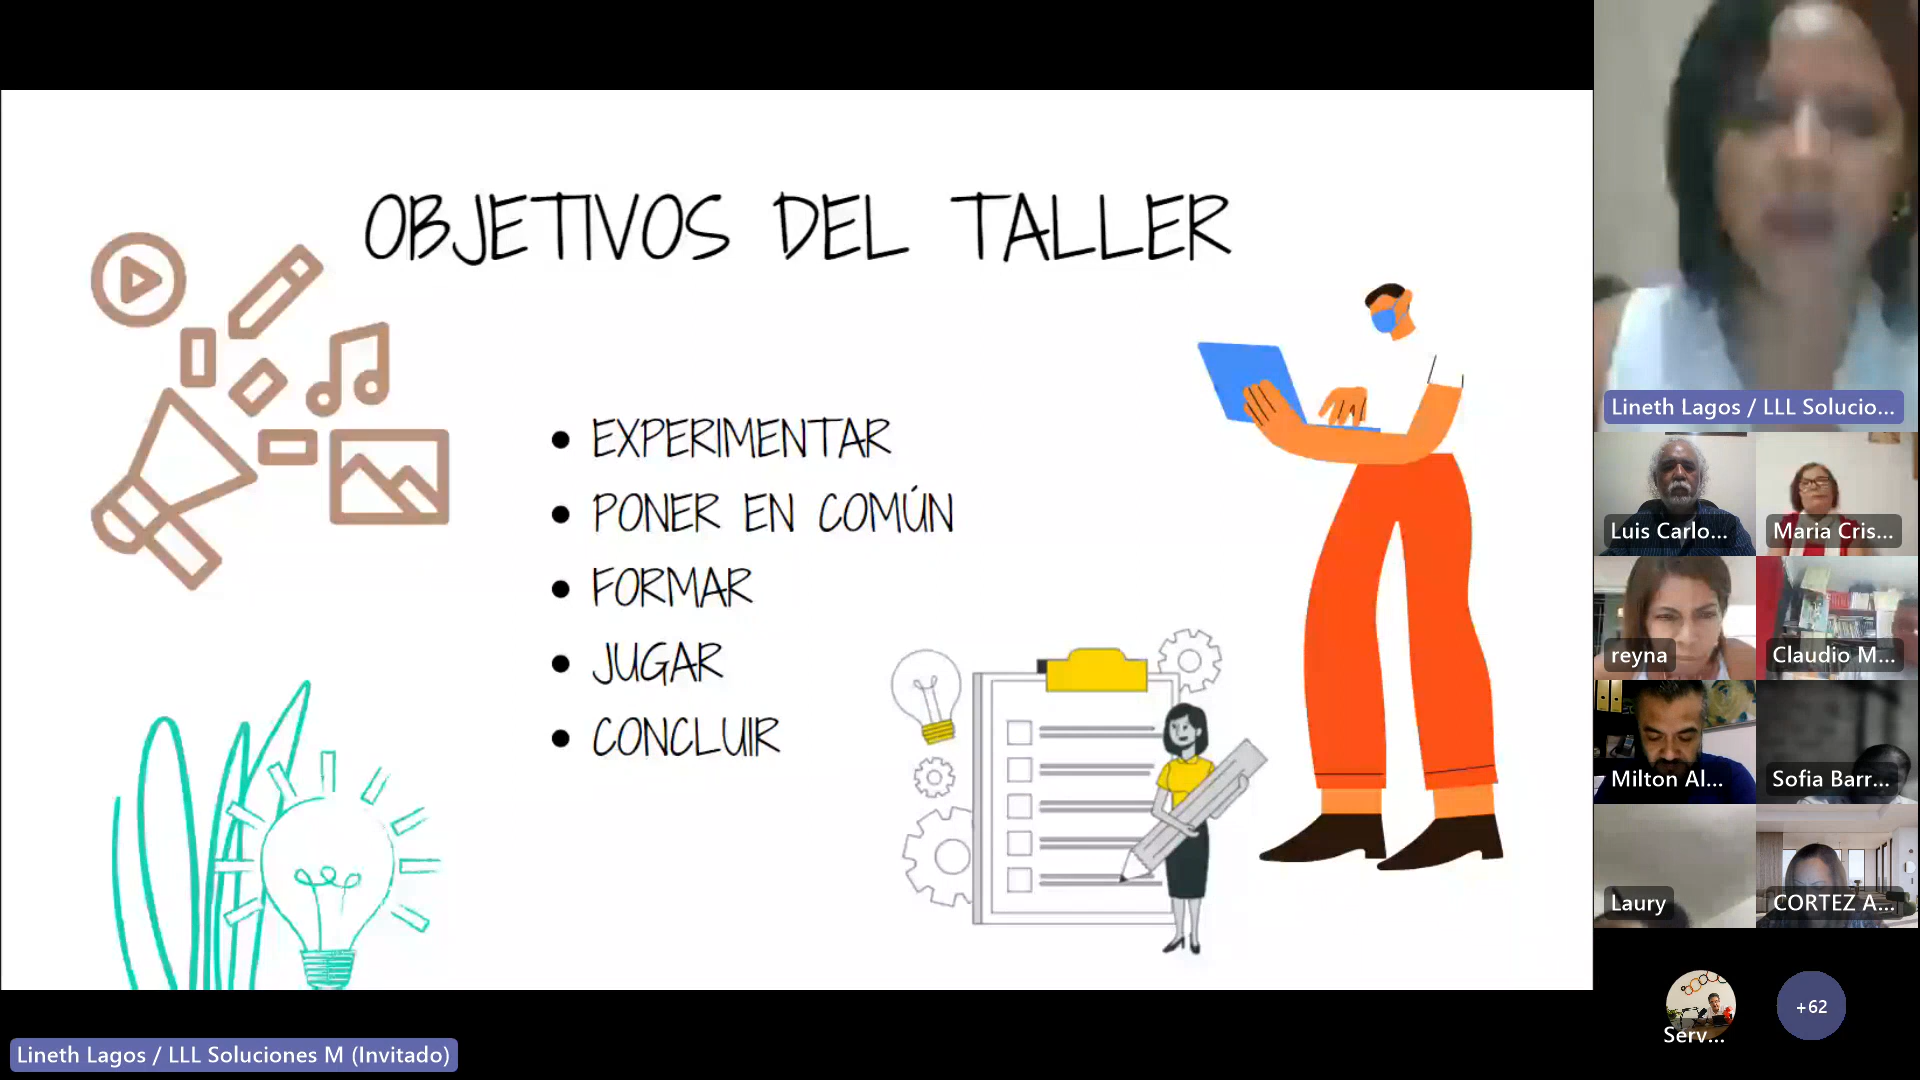 OBJETIVOS DEL TALLER
• EXPERIMENTAR
• PONER EN COMÚN
• FORMAR
• JUGAR
• CONCLUIR
Lineth Lagos / LLL Solucio...
Luis Carlo...
Maria Cris...
reyna
Claudio M...
Milton Al...
Sofia Barr...
Laury
CORTEZ A...
Serv...
+62
Lineth Lagos / LLL Soluciones M (Invitado)